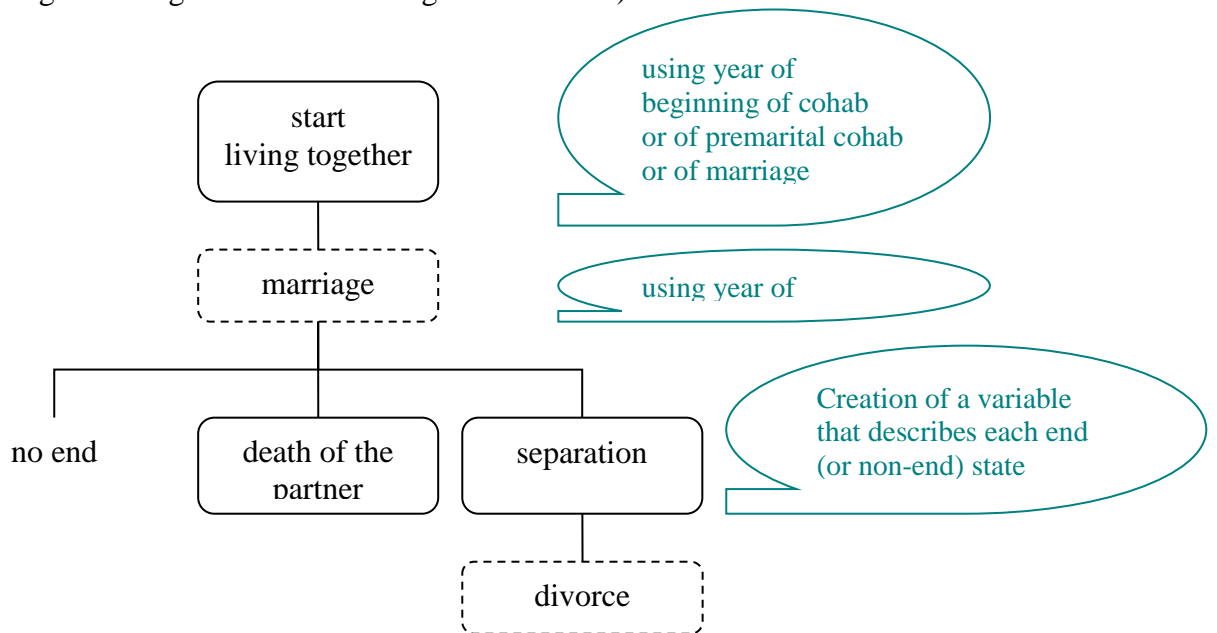 start
living together
using year of
beginning of cohab
or of premarital cohab
or of marriage
marriage
using year of
no end
death of the
partner
separation
Creation of a variable
that describes each end
(or non-end) state
divorce